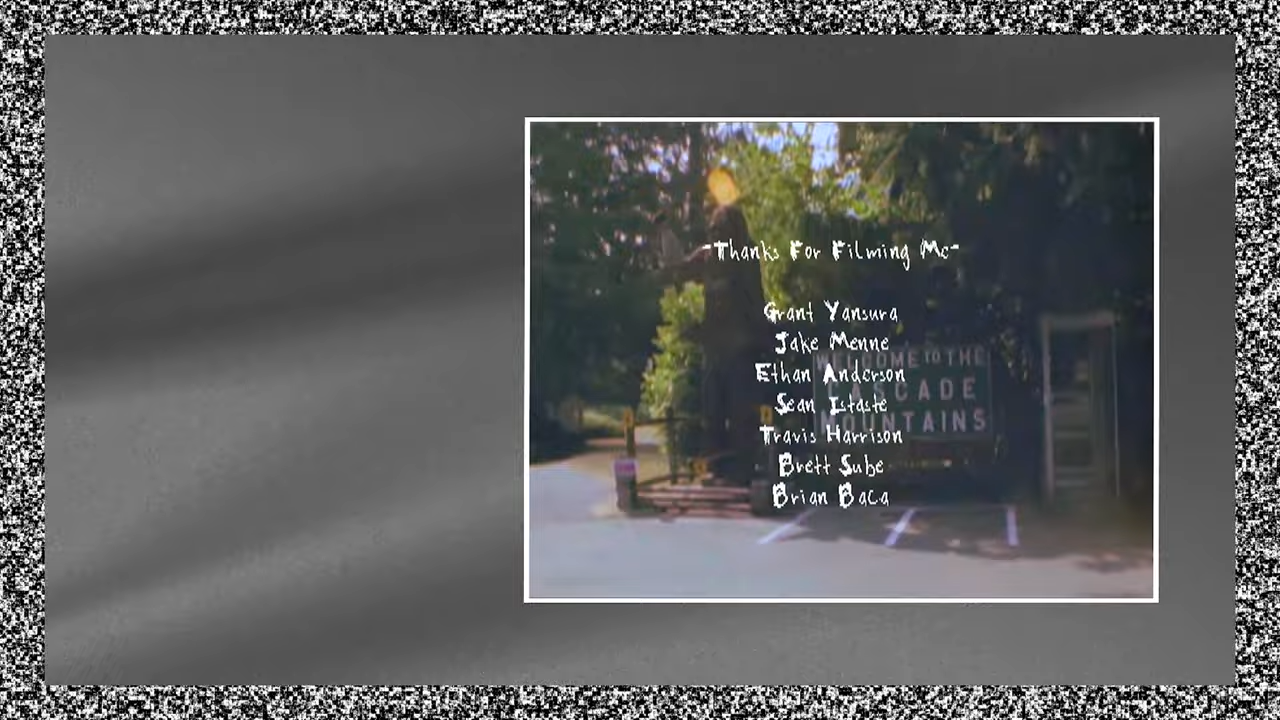 -Thanks For Filming Me-
Grant Yansura
Jake Menne
Ethan Anderson
Sean Istaste
Travis Harrison
Brett Sube
Brian Baca
WELCOME TO THE
CASCADE
MOUNTAINS